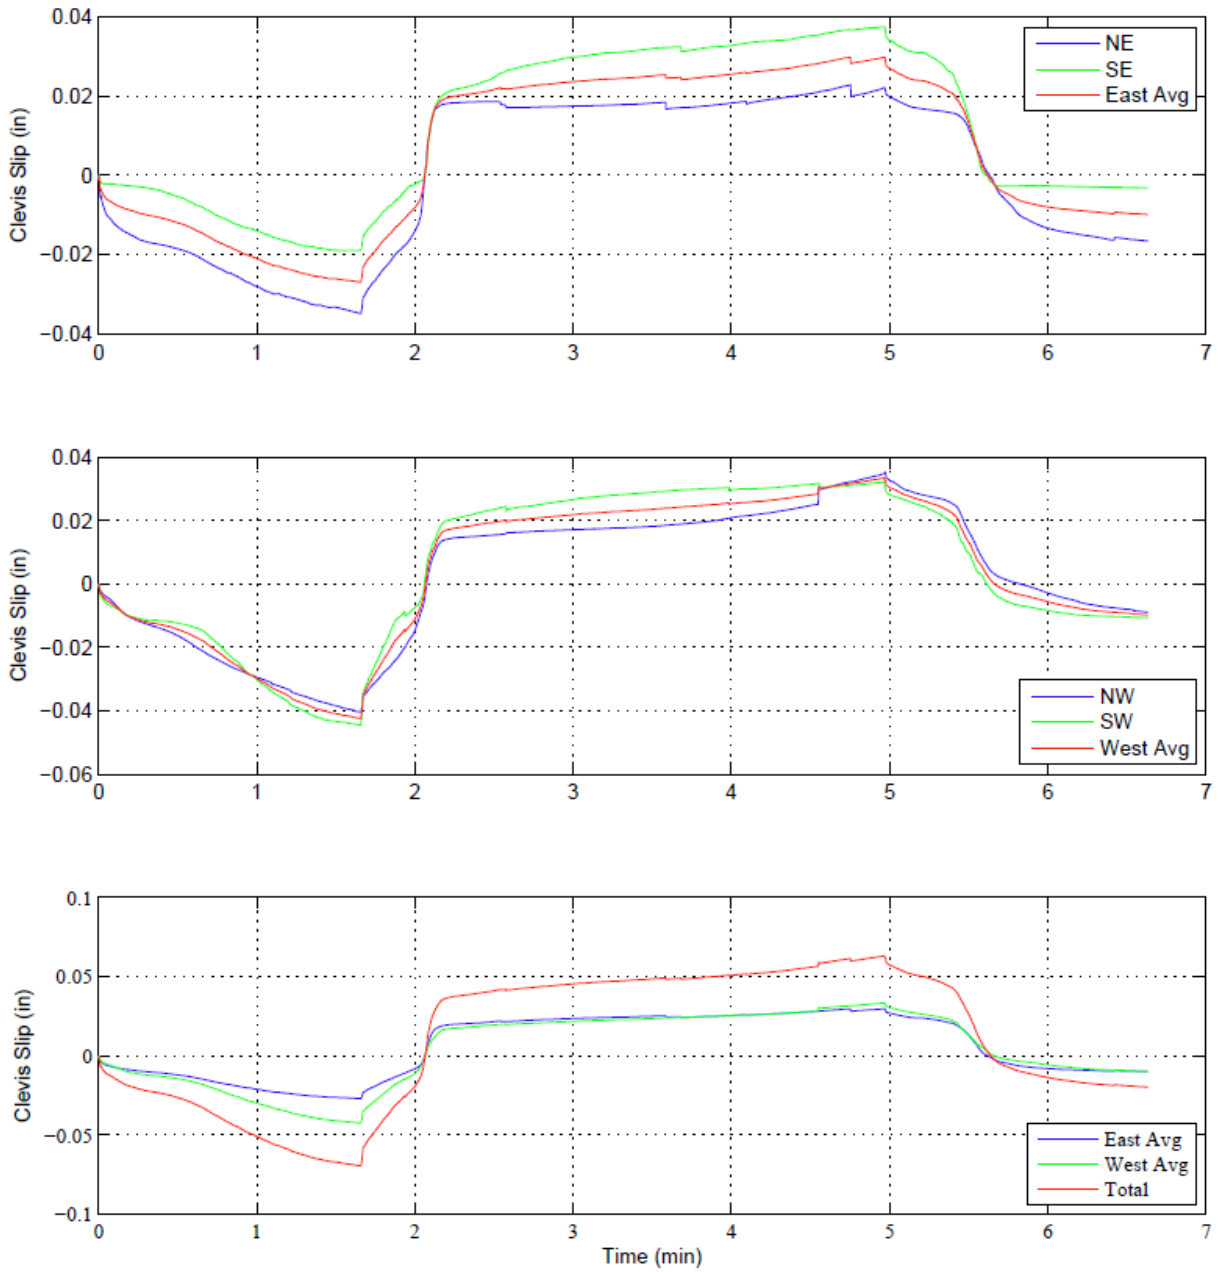 0.04
0.02
0
−0.02
−0.04
Clevis Slip (in)
NE
SE
East Avg
0 1 2 3 4 5 6 7
0.04
0.02
0
−0.02
−0.04
−0.06
Clevis Slip (in)
NW
SW
West Avg
0 1 2 3 4 5 6 7
0.1
0.05
0
−0.05
−0.1
Clevis Slip (in)
East Avg
West Avg
Total
0 1 2 3 4 5 6 7
Time (min)